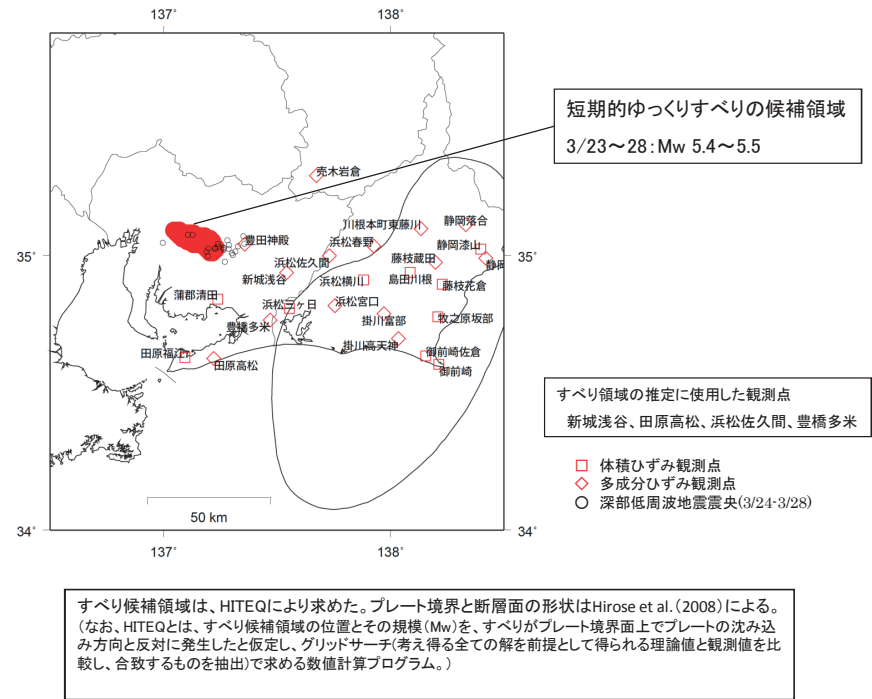 137°
138°
短期的ゆっくりすべりの候補領域
3/23~28:Mw 5.4~5.5
売木岩倉
川根本町東藤川
静岡落合
豊田神殿
浜松春野
静岡漆山
35°
35°
浜松佐久間
藤枝蔵田
静岡
新城浅谷
浜松横川
島田川根
藤枝花倉
蒲郡清田
浜松三ヶ日
浜松宮口
牧之原坂部
豊橋多米
掛川富部
田原福江
掛川高天神
御前崎佐倉
田原高松
御前崎
すべり領域の推定に使用した観測点
新城浅谷、田原高松、浜松佐久間、豊橋多米
体積ひずみ観測点
多成分ひずみ観測点
深部低周波地震震央(3/24-3/28)
50 km
34°
34°
137°
138°
すべり候補領域は、HITEQにより求めた。プレート境界と断層面の形状はHirose et al.(2008)による。
(なお、HITEQとは、すべり候補領域の位置とその規模(Mw)を、すべりがプレート境界面上でプレートの沈み込
み方向と反対に発生したと仮定し、グリッドサーチ(考え得る全ての解を前提として得られる理論値と観測値を比
較し、合致するものを抽出)で求める数値計算プログラム。)